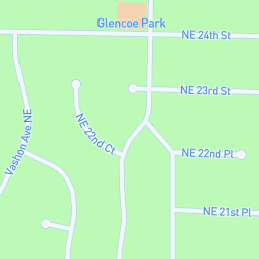 Glencoe Park
NE 24th St
NE 23rd St
NE 22nd Ct
Vashon Ave NE
NE 22nd Pl
NE 21st Pl